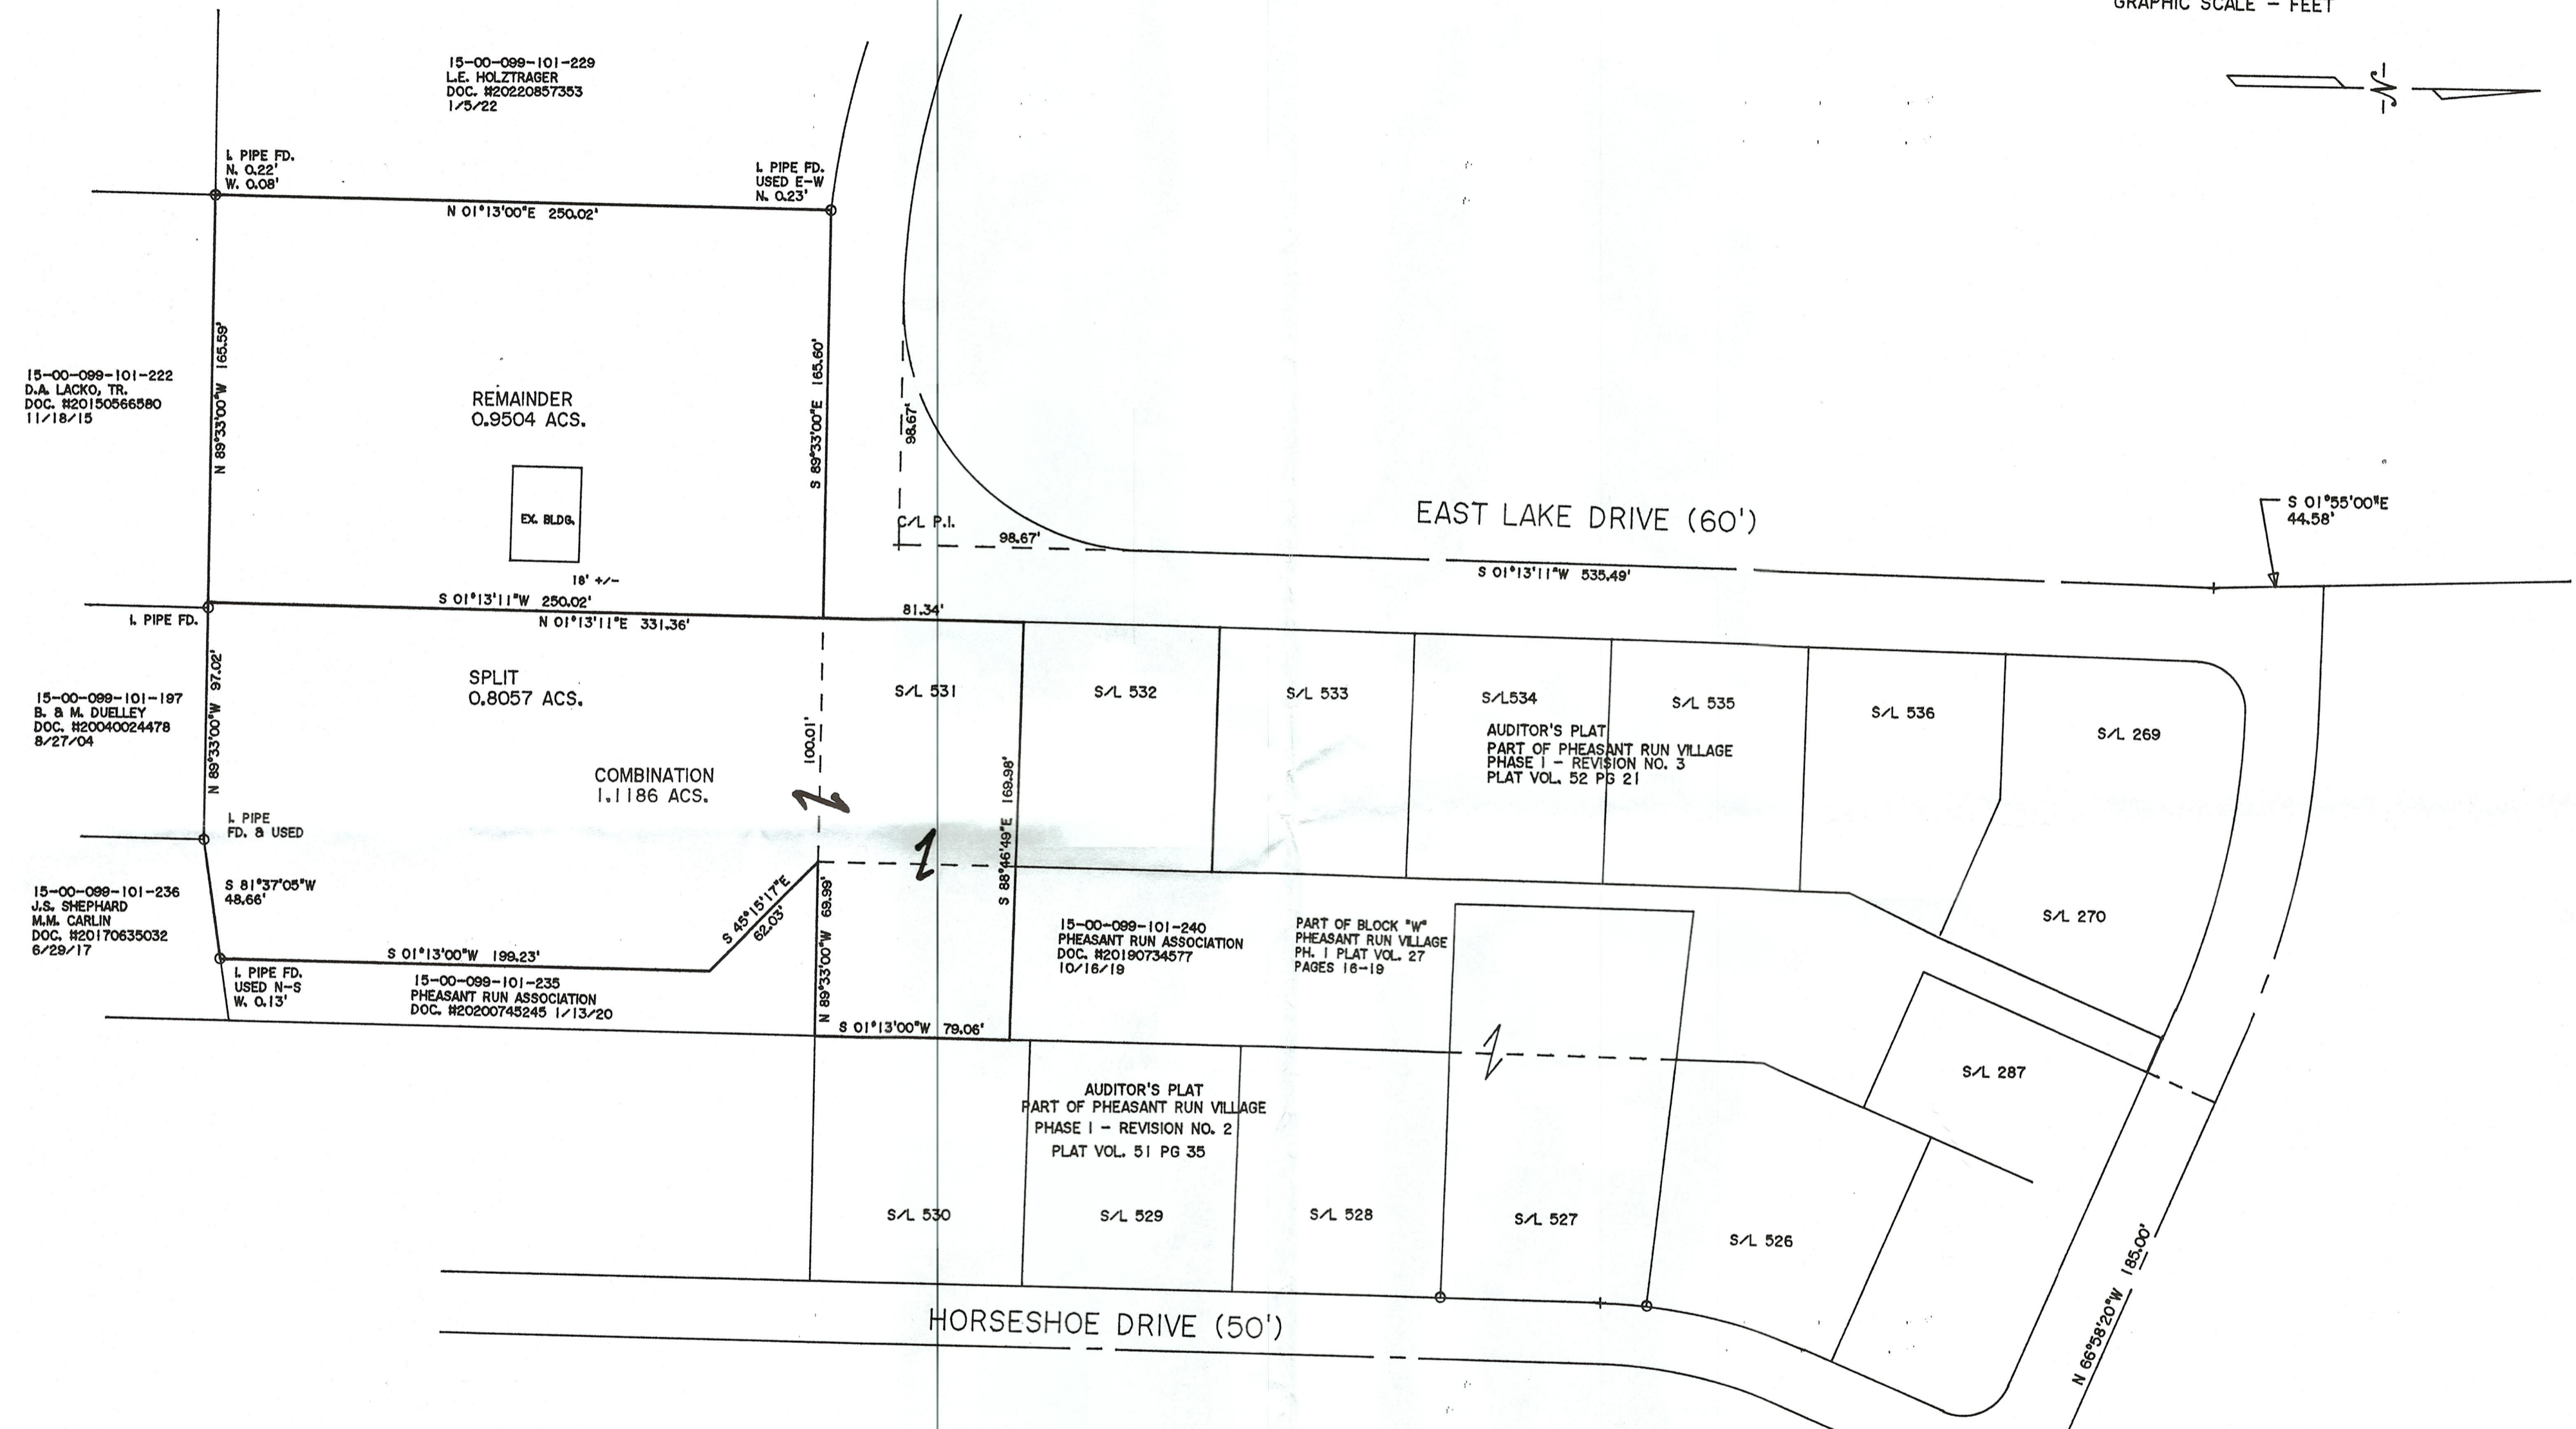 GRAPHIC SCALE - FEET
15-00-099-101-229
L.E. HOLZTRAGER
DOC. #20220857353
1/5/22
I. PIPE FD.
N. 0.22'
W. 0.08'
I. PIPE FD.
USED E-W
N. 0.23'
N 01°13'00"E 250.02'
N 89°33'00"W 165.59'
S 89°33'00"E 165.60'
15-00-099-101-222
D.A. LACKO, TR.
DOC. #20150566580
11/18/15
REMAINDER
0.9504 ACS.
EX. BLDG.
18' +/-
98.67'
C/L P.I.
98.67'
EAST LAKE DRIVE (60')
S 01°13'11"W 535.49'
S 01°55'00"E
44.58'
S 01°13'11"W 250.02'
N 01°13'11"E 331.36'
81.34'
I. PIPE FD.
N 89°33'00"W 97.02'
15-00-099-101-197
B. & M. DUELLEY
DOC. #20040024478
8/27/04
SPLIT
0.8057 ACS.
COMBINATION
1.1186 ACS.
100.01'
S/L 531
S/L 532
S/L 533
S/L534
S/L 535
S/L 536
S/L 269
AUDITOR'S PLAT
PART OF PHEASANT RUN VILLAGE
PHASE I - REVISION NO. 3
PLAT VOL. 52 PG 21
S 88°46'49"E 169.98'
I. PIPE
FD. & USED
15-00-099-101-236
J.S. SHEPHARD
M.M. CARLIN
DOC. #20170635032
6/29/17
S 81°37'05"W
48.66'
S 45°15'17"E
62.03'
N 89°33'00"W 69.99'
S 01°13'00"W 199.23'
I. PIPE FD.
USED N-S
W. 0.13'
15-00-099-101-235
PHEASANT RUN ASSOCIATION
DOC. #20200745245 1/13/20
S 01°13'00"W 79.06'
15-00-099-101-240
PHEASANT RUN ASSOCIATION
DOC. #20190734577
10/16/19
PART OF BLOCK "W"
PHEASANT RUN VILLAGE
PH. I PLAT VOL. 27
PAGES 16-19
S/L 270
S/L 287
AUDITOR'S PLAT
PART OF PHEASANT RUN VILLAGE
PHASE I - REVISION NO. 2
PLAT VOL. 51 PG 35
S/L 530
S/L 529
S/L 528
S/L 527
S/L 526
HORSESHOE DRIVE (50')
N 66°58'20"W 185.00'